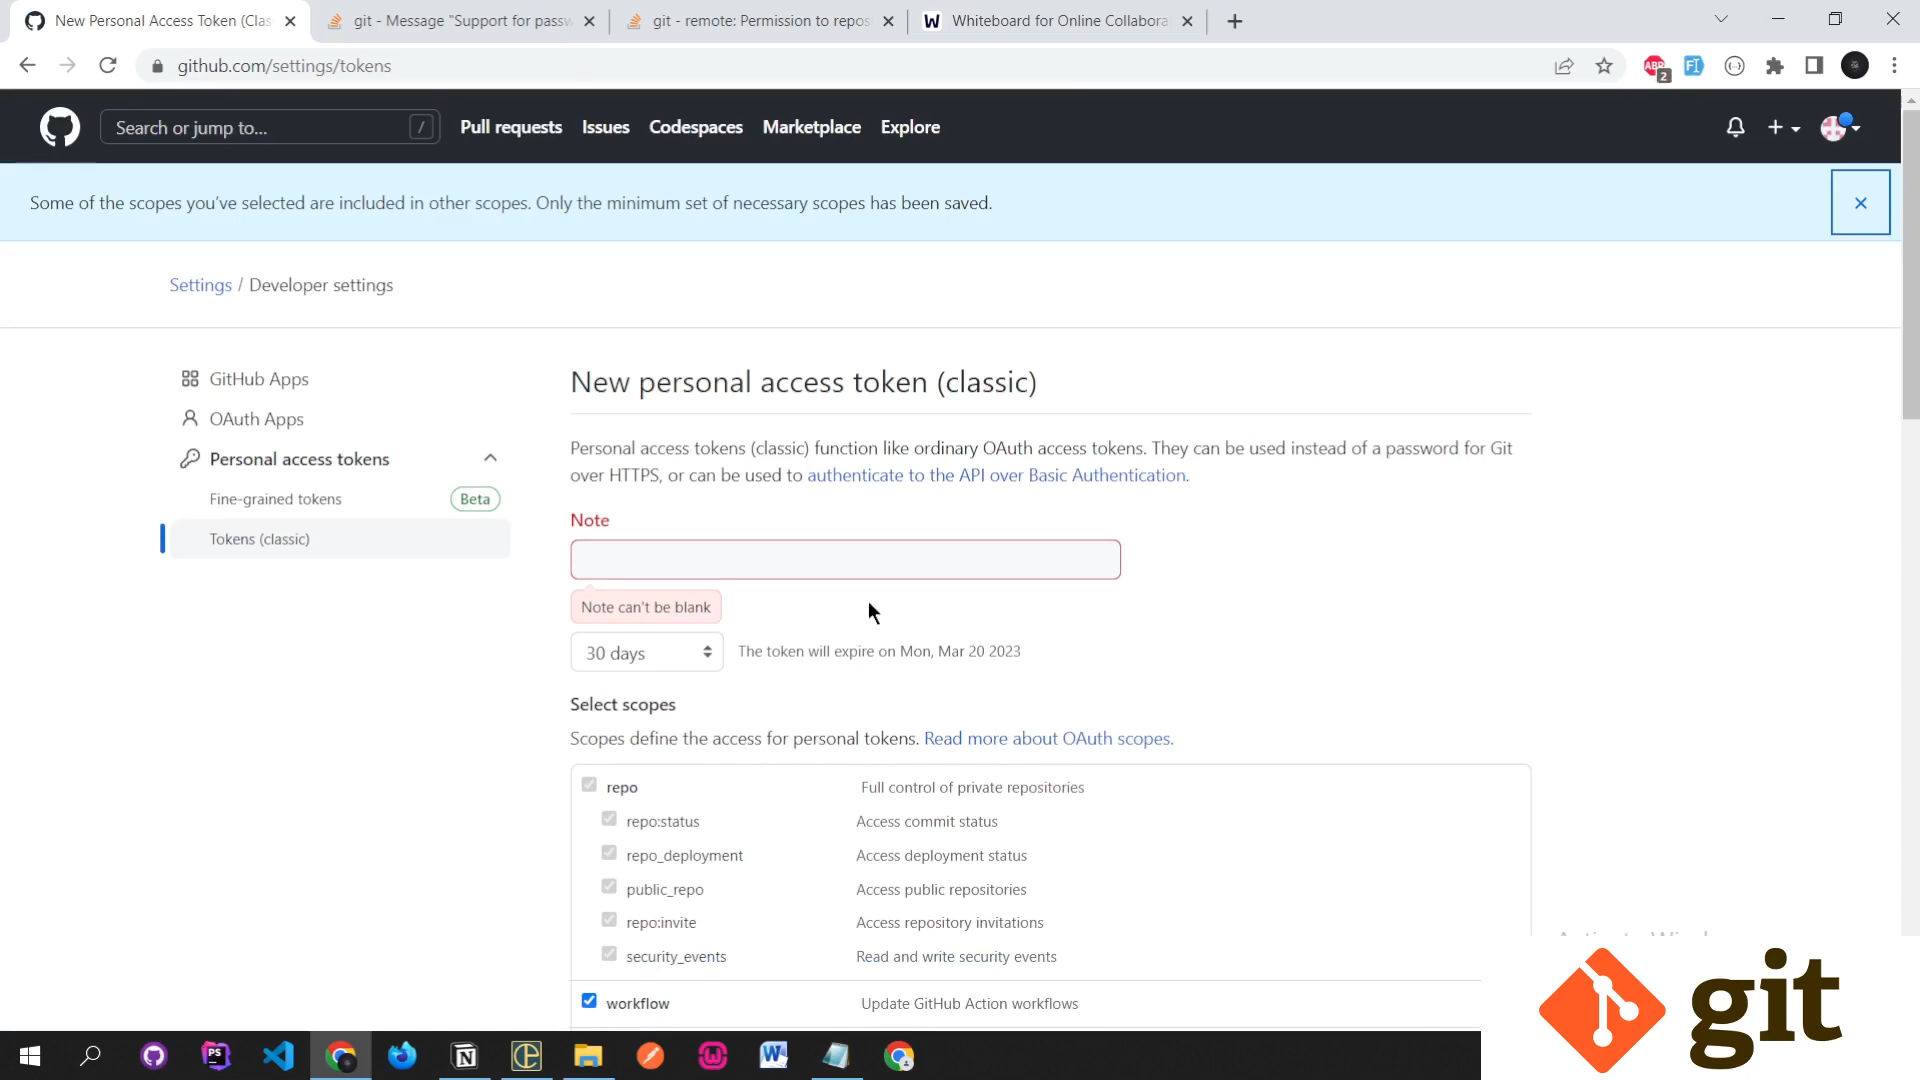 New Personal Access Token (Clas
git - Message "Support for passw
git - remote: Permission to repos
Whiteboard for Online Collabora
github.com/settings/tokens
ABP
2
Search or jump to...
/
Pull requests
Issues
Codespaces
Marketplace
Explore
Some of the scopes you've selected are included in other scopes. Only the minimum set of necessary scopes has been saved.
Settings / Developer settings
GitHub Apps
OAuth Apps
Personal access tokens
Fine-grained tokens
Beta
Tokens (classic)
New personal access token (classic)
Personal access tokens (classic) function like ordinary OAuth access tokens. They can be used instead of a password for Git
over HTTPS, or can be used to authenticate to the API over Basic Authentication.
Note
Note can't be blank
30 days
The token will expire on Mon, Mar 20 2023
Select scopes
Scopes define the access for personal tokens. Read more about OAuth scopes.
repo
Full control of private repositories
repo:status
Access commit status
repo_deployment
Access deployment status
public_repo
Access public repositories
repo:invite
Access repository invitations
security_events
Read and write security events
workflow
Update GitHub Action workflows
git